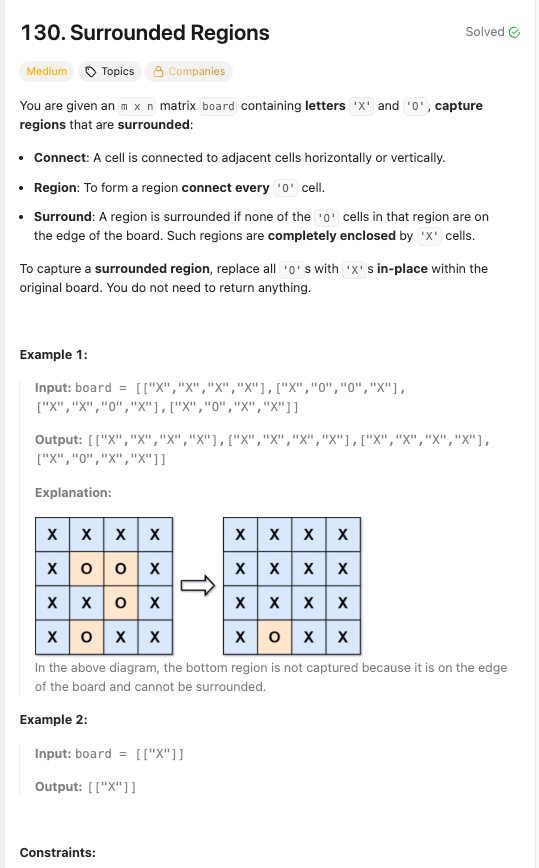 130. Surrounded Regions
Solved
Medium Topics Companies
You are given an m x n matrix board containing letters 'X' and 'O', capture
regions that are surrounded:
• Connect: A cell is connected to adjacent cells horizontally or vertically.
• Region: To form a region connect every 'O' cell.
• Surround: A region is surrounded if none of the 'O' cells in that region are on
the edge of the board. Such regions are completely enclosed by 'X' cells.
To capture a surrounded region, replace all 'O's with 'X's in-place within the
original board. You do not need to return anything.
Example 1:
Input: board = [["X","X","X","X"],["X","O","O","X"],
["X","X","O","X"],["X","O","X","X"]]
Output: [["X","X","X","X"],["X","X","X","X"],["X","X","X","X"],
["X","O","X","X"]]
Explanation:
X X X X
X O O X
X X O X
X O X X
X X X X
X X X X
X X X X
X O X X
In the above diagram, the bottom region is not captured because it is on the edge
of the board and cannot be surrounded.
Example 2:
Input: board = [["X"]]
Output: [["X"]]
Constraints: